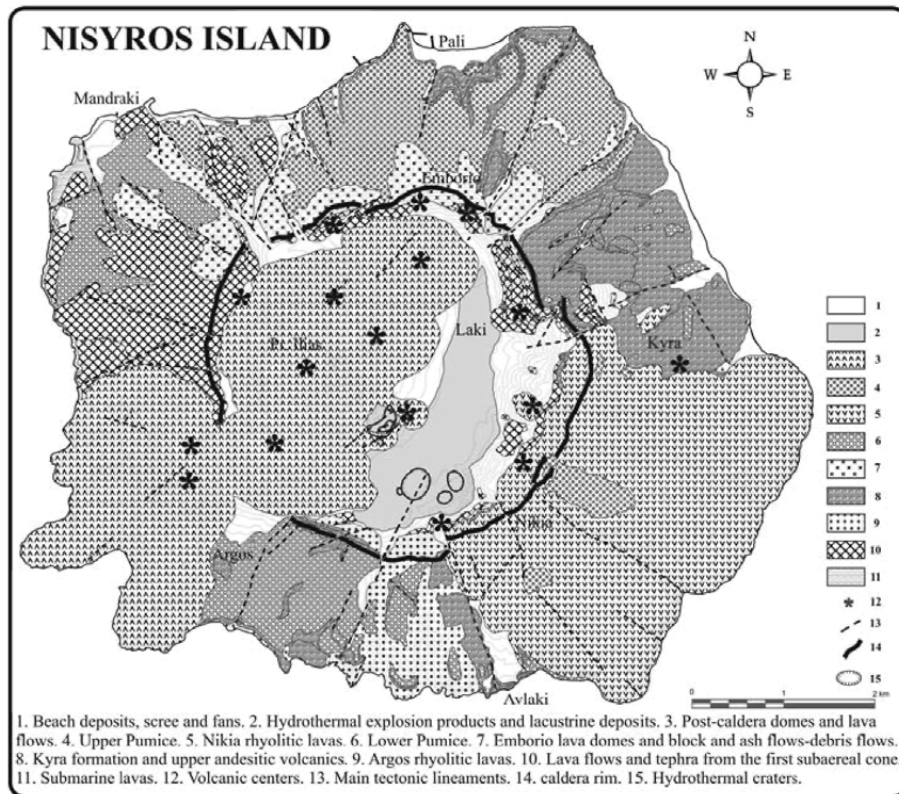 NISYROS ISLAND
Pali
N
W E
S
Mandraki
Emborio
Laki
Pr. Ilias
Kyra
Nikia
Argos
Avlaki
1
2
3
4
5
6
7
8
9
10
11
12
13
14
15
0 1 2 km
1. Beach deposits, scree and fans. 2. Hydrothermal explosion products and lacustrine deposits. 3. Post-caldera domes and lava
flows. 4. Upper Pumice. 5. Nikia rhyolitic lavas. 6. Lower Pumice. 7. Emborio lava domes and block and ash flows-debris flows.
8. Kyra formation and upper andesitic volcanics. 9. Argos rhyolitic lavas. 10. Lava flows and tephra from the first subaereal cone.
11. Submarine lavas. 12. Volcanic centers. 13. Main tectonic lineaments. 14. caldera rim. 15. Hydrothermal craters.